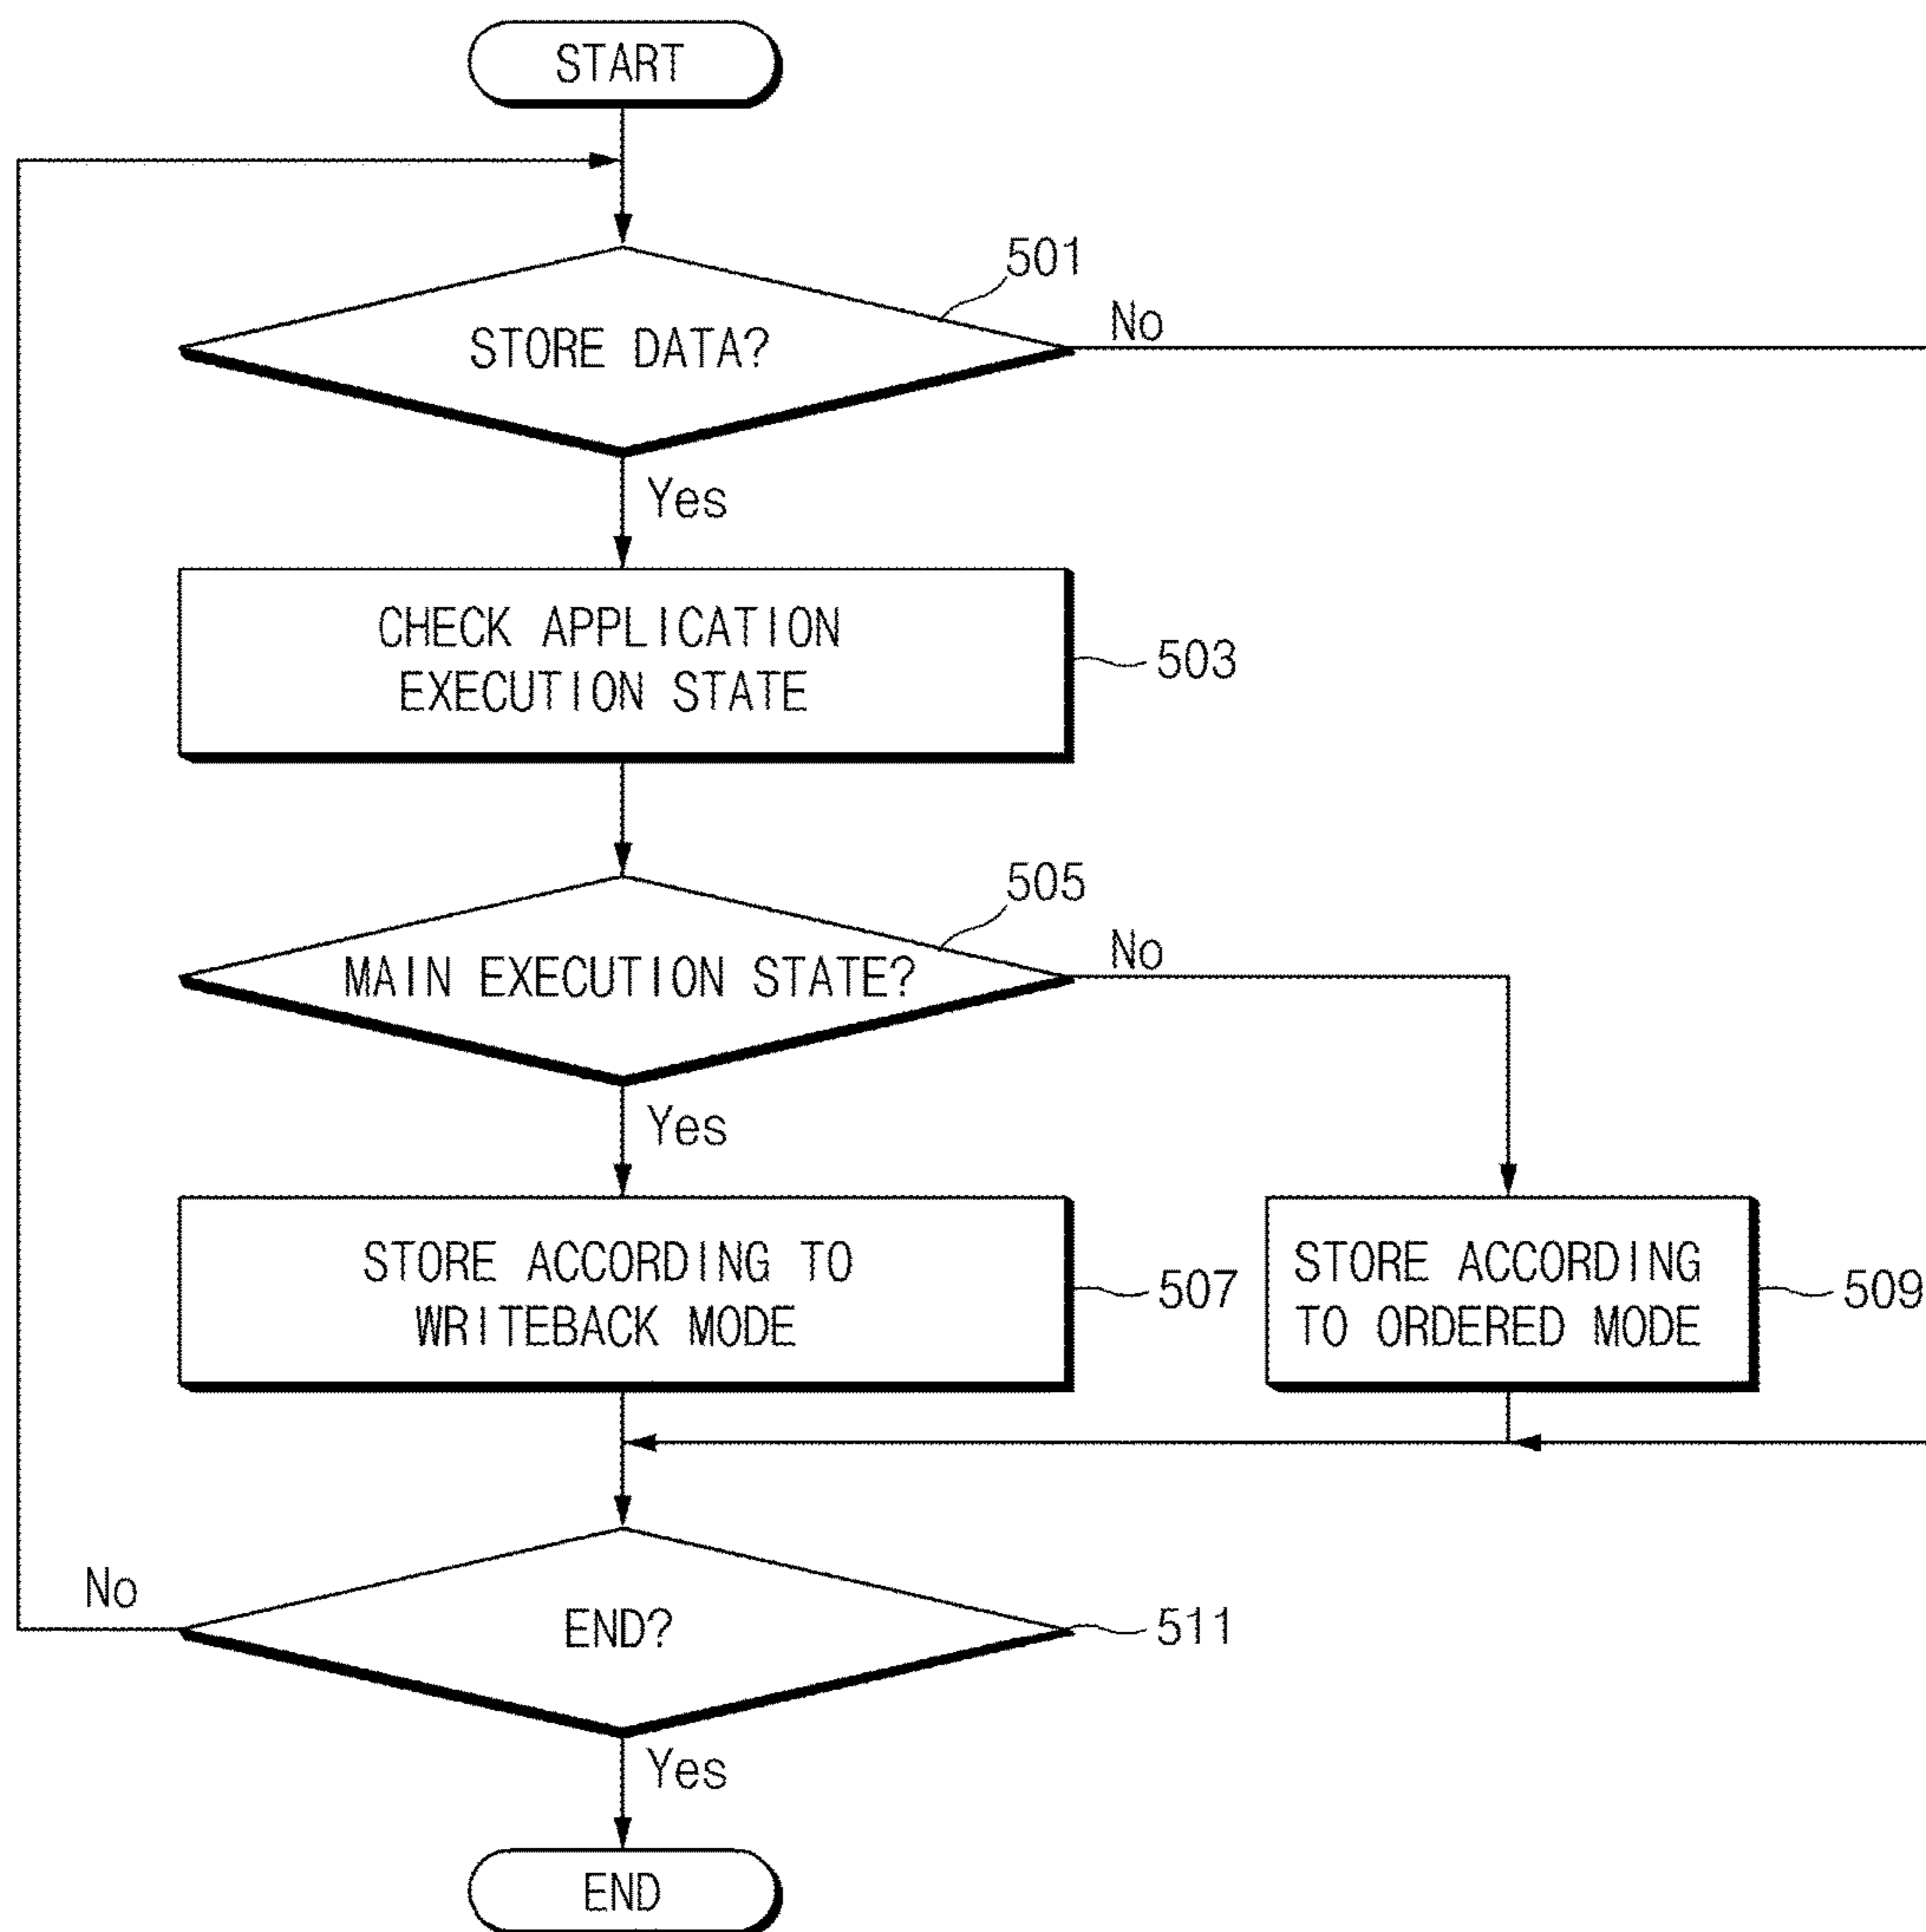 START
501
STORE DATA?
No
Yes
CHECK APPLICATION
EXECUTION STATE
503
505
MAIN EXECUTION STATE?
No
Yes
STORE ACCORDING TO
WRITEBACK MODE
507
STORE ACCORDING
TO ORDERED MODE
509
No
END?
511
Yes
END